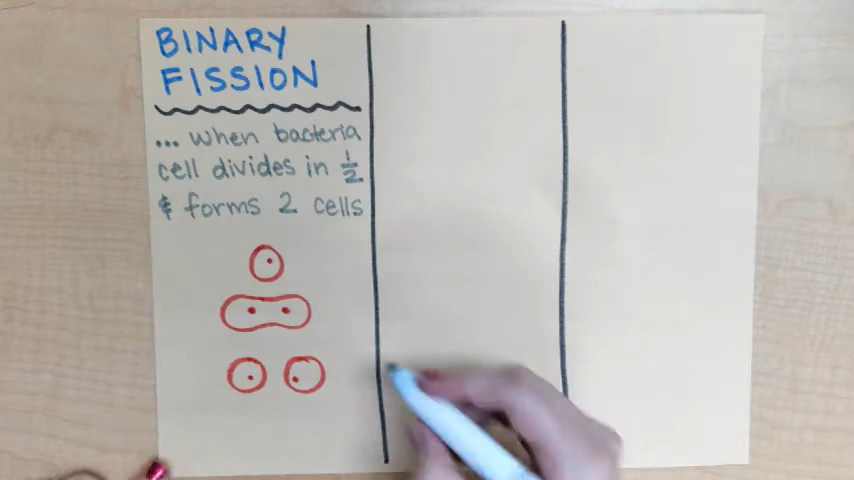 BINARY
FISSION
... when bacteria
cell divides in 1/2
& forms 2 cells